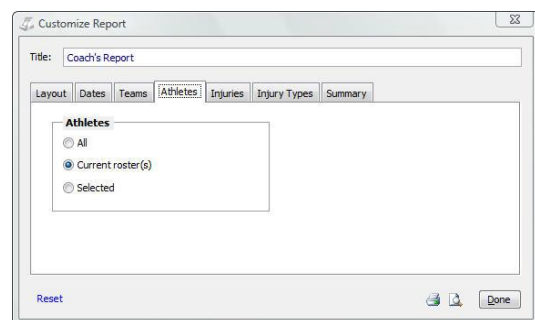 Customize Report
Title: Coach's Report
Layout Dates Teams Athletes Injuries Injury Types Summary
Athletes
All
Current roster(s)
Selected
Reset Done